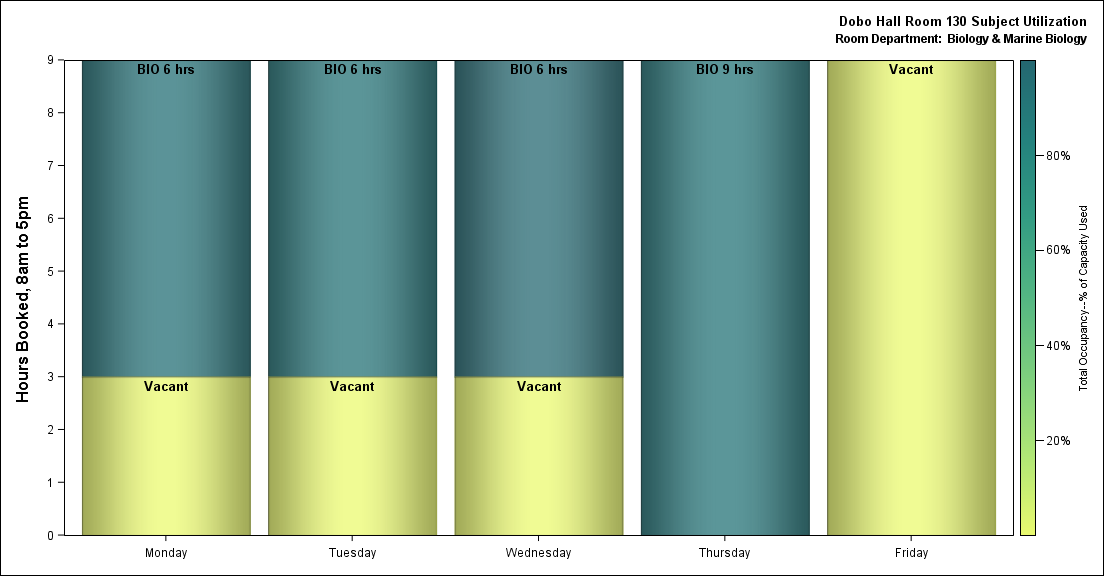 Dobo Hall Room 130 Subject Utilization
Room Department: Biology & Marine Biology
Hours Booked, 8am to 5pm
9
8
7
6
5
4
3
2
1
0
BIO 6 hrs
Vacant
BIO 6 hrs
Vacant
BIO 6 hrs
Vacant
BIO 9 hrs
Vacant
Monday
Tuesday
Wednesday
Thursday
Friday
80%
60%
40%
20%
Total Occupancy--% of Capacity Used